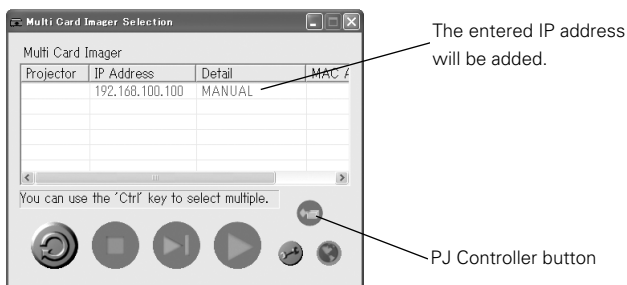 Multi Card Imager Selection
Multi Card Imager
Projector IP Address Detail MAC A
192.168.100.100 MANUAL
You can use the 'Ctrl' key to select multiple.
The entered IP address
will be added.
PJ Controller button